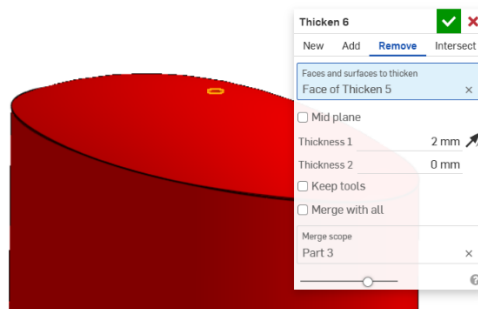 Thicken 6
New Add Remove Intersect
Faces and surfaces to thicken
Face of Thicken 5
Mid plane
Thickness 1 2 mm
Thickness 2 0 mm
Keep tools
Merge with all
Merge scope
Part 3